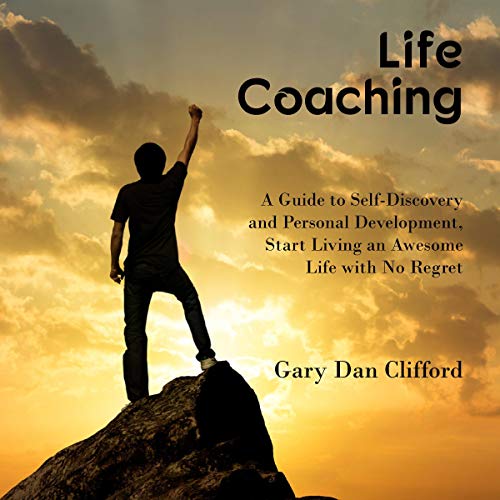 Life
Coaching
A Guide to Self-Discovery
and Personal Development,
Start Living an Awesome
Life with No Regret
Gary Dan Clifford